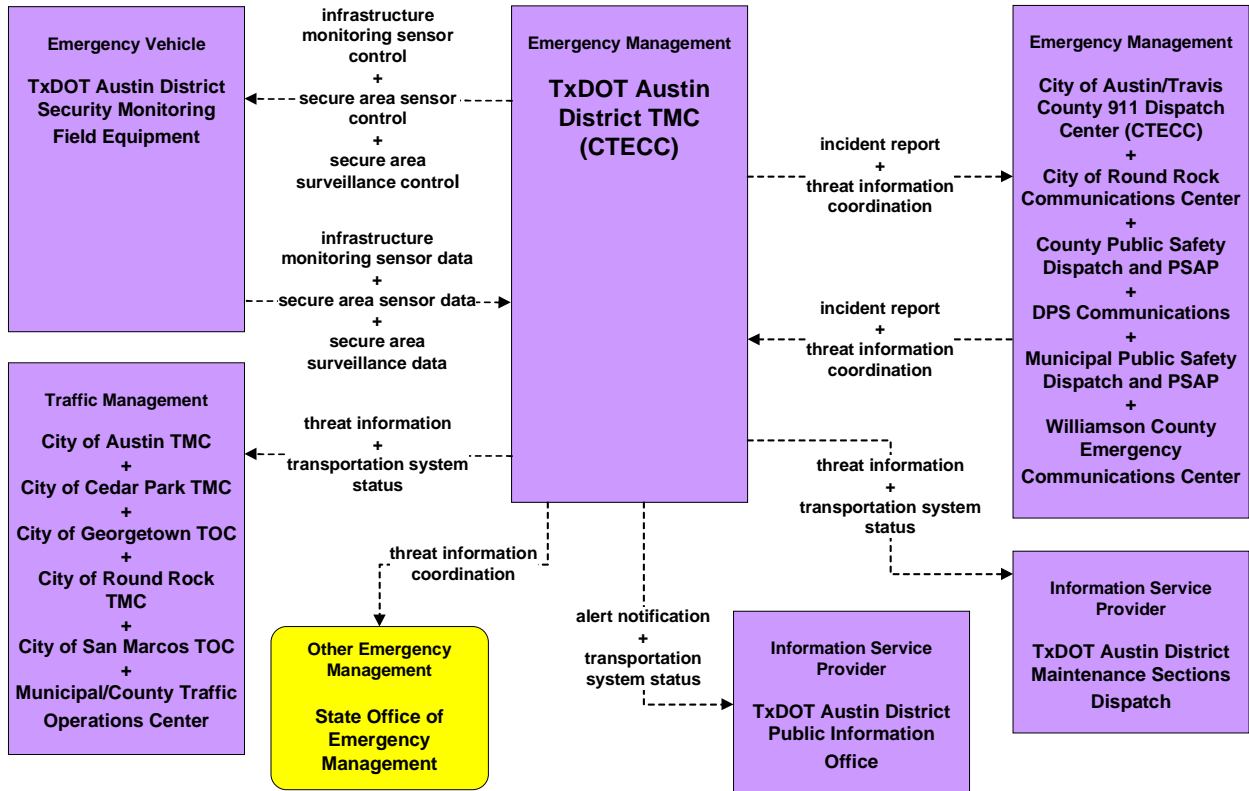 Emergency Vehicle
TxDOT Austin District
Security Monitoring
Field Equipment
infrastructure
monitoring sensor
control
+
secure area sensor
control
+
secure area
surveillance control
infrastructure
monitoring sensor data
+
secure area sensor data
+
secure area
surveillance data
Emergency Management
TxDOT Austin
District TMC
(CTECC)
incident report
+
threat information
coordination
incident report
+
threat information
coordination
Emergency Management
City of Austin/Travis
County 911 Dispatch
Center (CTECC)
+
City of Round Rock
Communications Center
+
County Public Safety
Dispatch and PSAP
+
DPS Communications
+
Municipal Public Safety
Dispatch and PSAP
+
Williamson County
Emergency
Communications Center
Traffic Management
City of Austin TMC
+
City of Cedar Park TMC
+
City of Georgetown TOC
+
City of Round Rock
TMC
+
City of San Marcos TOC
+
Municipal/County Traffic
Operations Center
threat information
+
transportation system
status
threat information
coordination
Other Emergency
Management
State Office of
Emergency
Management
alert notification
+
transportation
system status
Information Service
Provider
TxDOT Austin District
Public Information
Office
threat information
+
transportation system
status
Information Service
Provider
TxDOT Austin District
Maintenance Sections
Dispatch